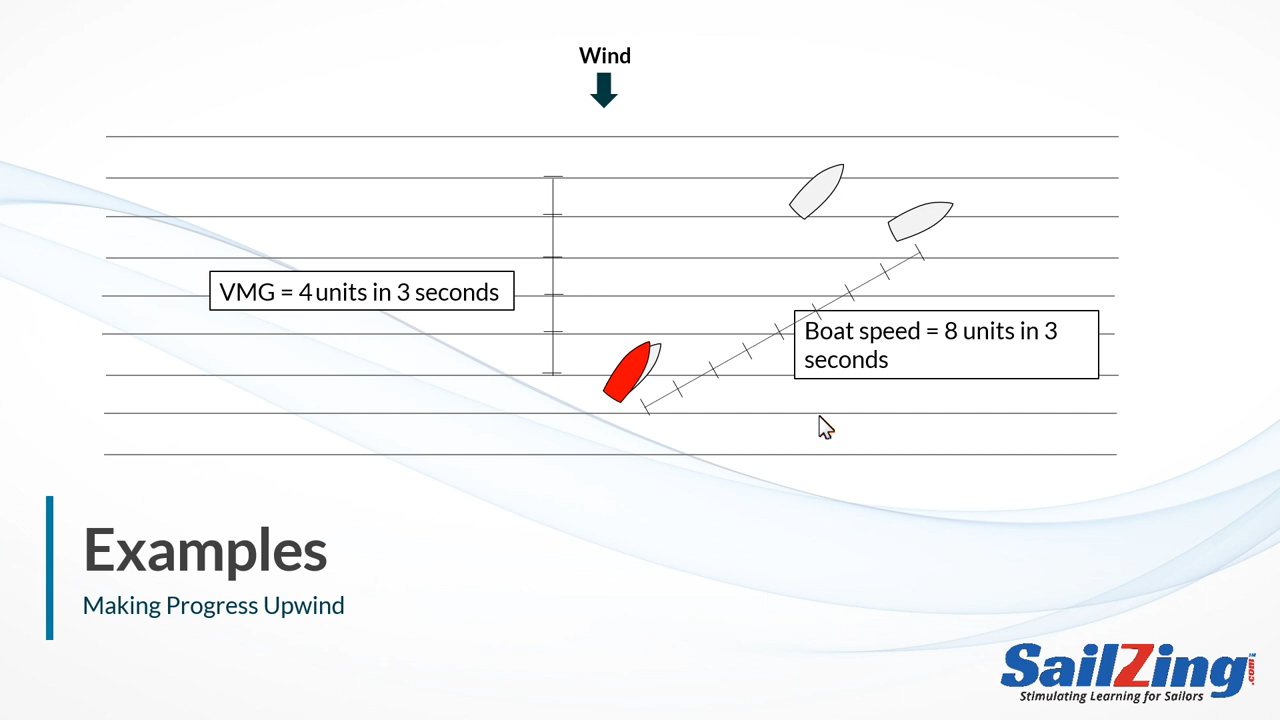 Wind
VMG = 4 units in 3 seconds
Boat speed = 8 units in 3
seconds
Examples
Making Progress Upwind
SailZing.com™
Stimulating Learning for Sailors